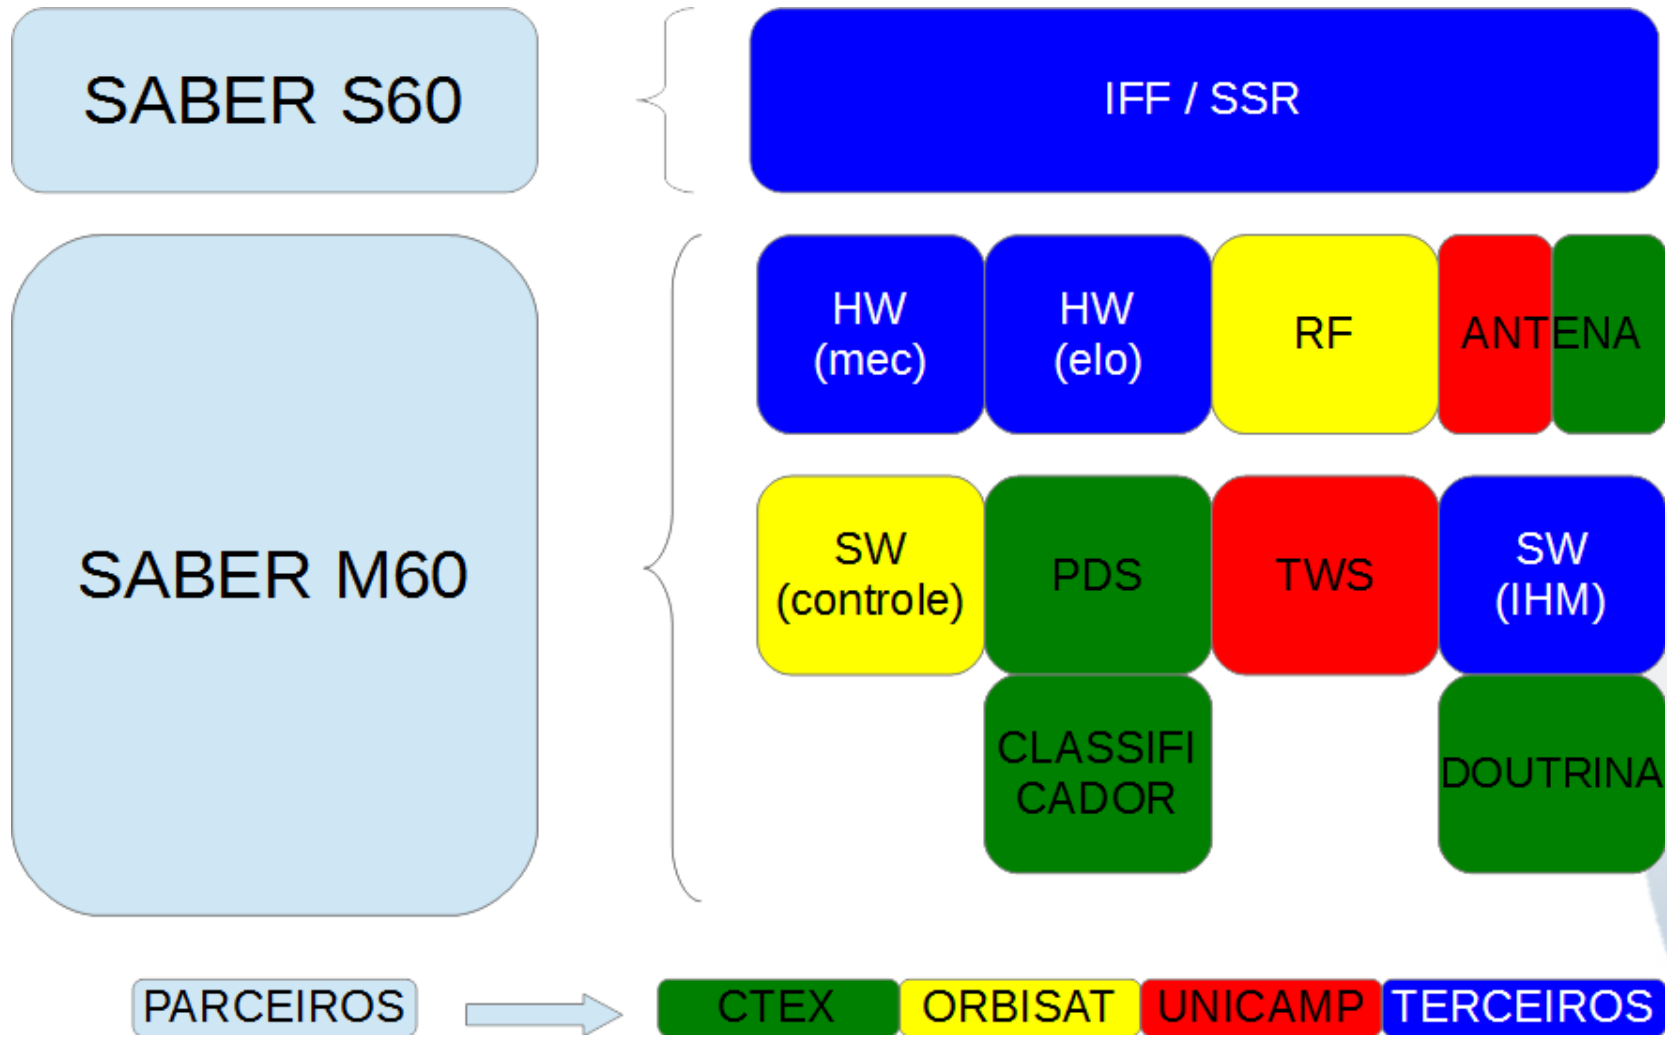 SABER S60
IFF / SSR
SABER M60
HW
(mec)
HW
(elo)
RF
ANTENA
SW
(controle)
PDS
TWS
SW
(IHM)
CLASSIFI
CADOR
DOUTRINA
PARCEIROS
CTEX
ORBISAT
UNICAMP
TERCEIROS